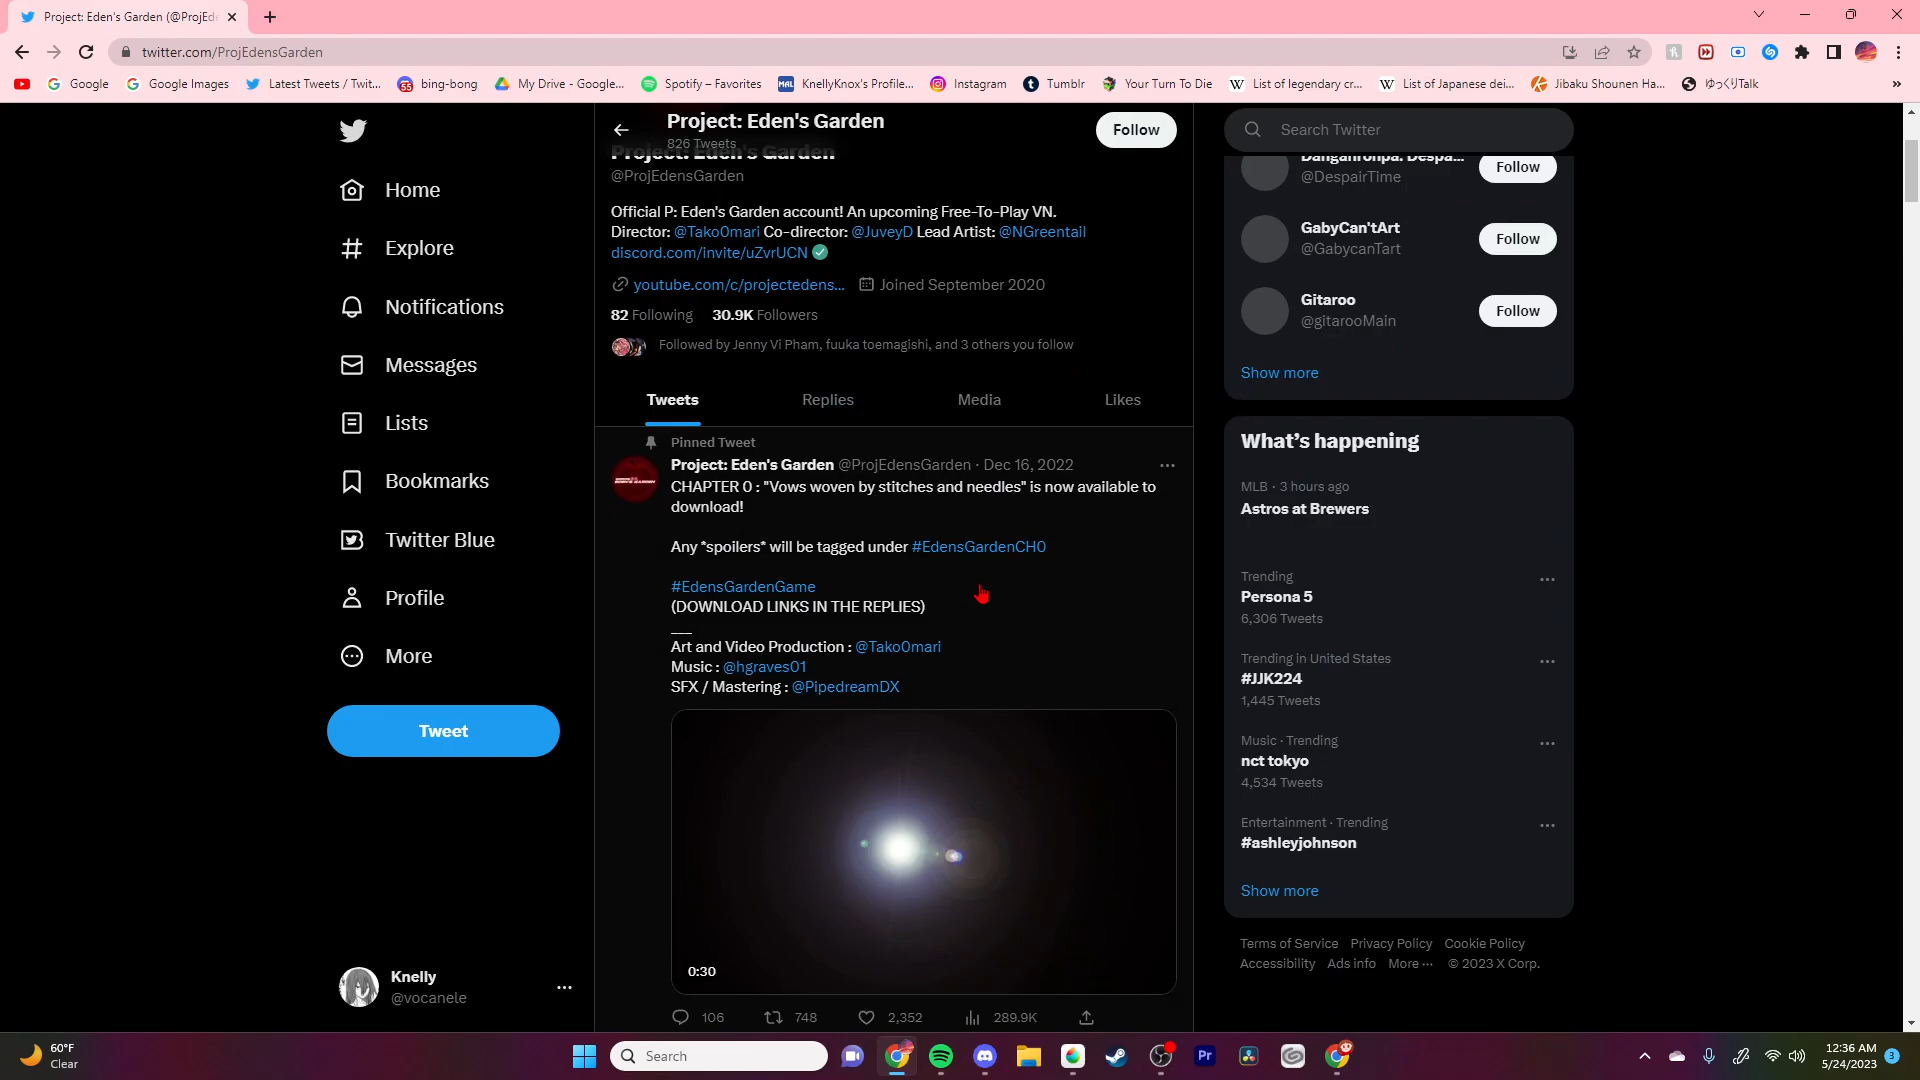 Project: Eden's Garden (@ProjEd
twitter.com/ProjEdensGarden
Google
Google Images
Latest Tweets / Twit...
55
bing-bong
My Drive - Google...
Spotify – Favorites
MAL
KnellyKnox's Profile...
Instagram
Tumblr
Your Turn To Die
W
List of legendary cr...
W
List of Japanese dei...
Jibaku Shounen Ha...
ゆっくりTalk
»
Home
Explore
Notifications
Messages
Lists
Bookmarks
Twitter Blue
Profile
More
Tweet
Knelly
@vocanele
Project: Eden's Garden
826 Tweets
Follow
Project: Eden's Garden
@ProjEdensGarden
Official P: Eden's Garden account! An upcoming Free-To-Play VN.
Director: @Tako0mari Co-director: @JuveyD Lead Artist: @NGreentail
discord.com/invite/uZvrUCN
youtube.com/c/projectedens... Joined September 2020
82 Following 30.9K Followers
Followed by Jenny Vi Pham, fuuka toemagishi, and 3 others you follow
Tweets Replies Media Likes
Pinned Tweet
Project: Eden's Garden @ProjEdensGarden · Dec 16, 2022
CHAPTER 0 : "Vows woven by stitches and needles" is now available to
download!
Any *spoilers* will be tagged under #EdensGardenCH0
#EdensGardenGame
(DOWNLOAD LINKS IN THE REPLIES)
___
Art and Video Production : @Tako0mari
Music : @hgraves01
SFX / Mastering : @PipedreamDX
0:30
106 748 2,352 289.9K
Search Twitter
Danganronpa: Despa...
@DespairTime
Follow
GabyCan'tArt
@GabycanTart
Follow
Gitaroo
@gitarooMain
Follow
Show more
What's happening
MLB · 3 hours ago
Astros at Brewers
Trending
Persona 5
6,306 Tweets
Trending in United States
#JJK224
1,445 Tweets
Music · Trending
nct tokyo
4,534 Tweets
Entertainment · Trending
#ashleyjohnson
Show more
Terms of Service Privacy Policy Cookie Policy
Accessibility Ads info More ··· © 2023 X Corp.
60°F
Clear
Search
Pr
12:36 AM
5/24/2023
3